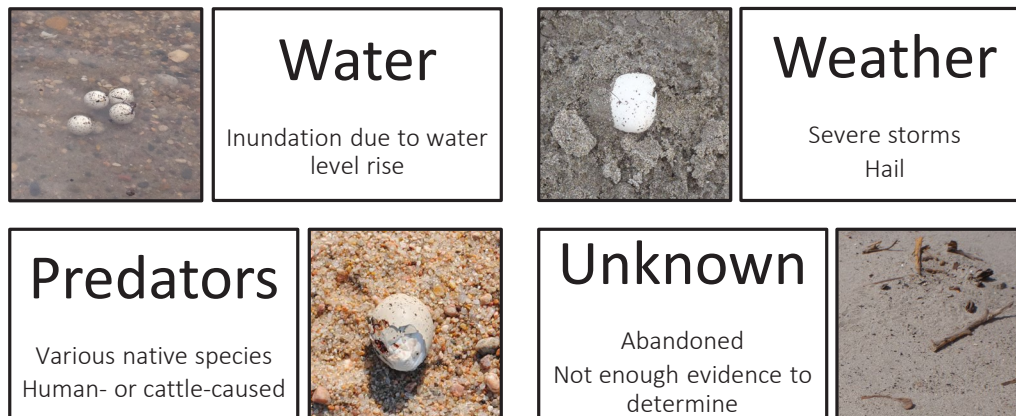 Water
Inundation due to water
level rise
Weather
Severe storms
Hail
Predators
Various native species
Human- or cattle-caused
Unknown
Abandoned
Not enough evidence to
determine